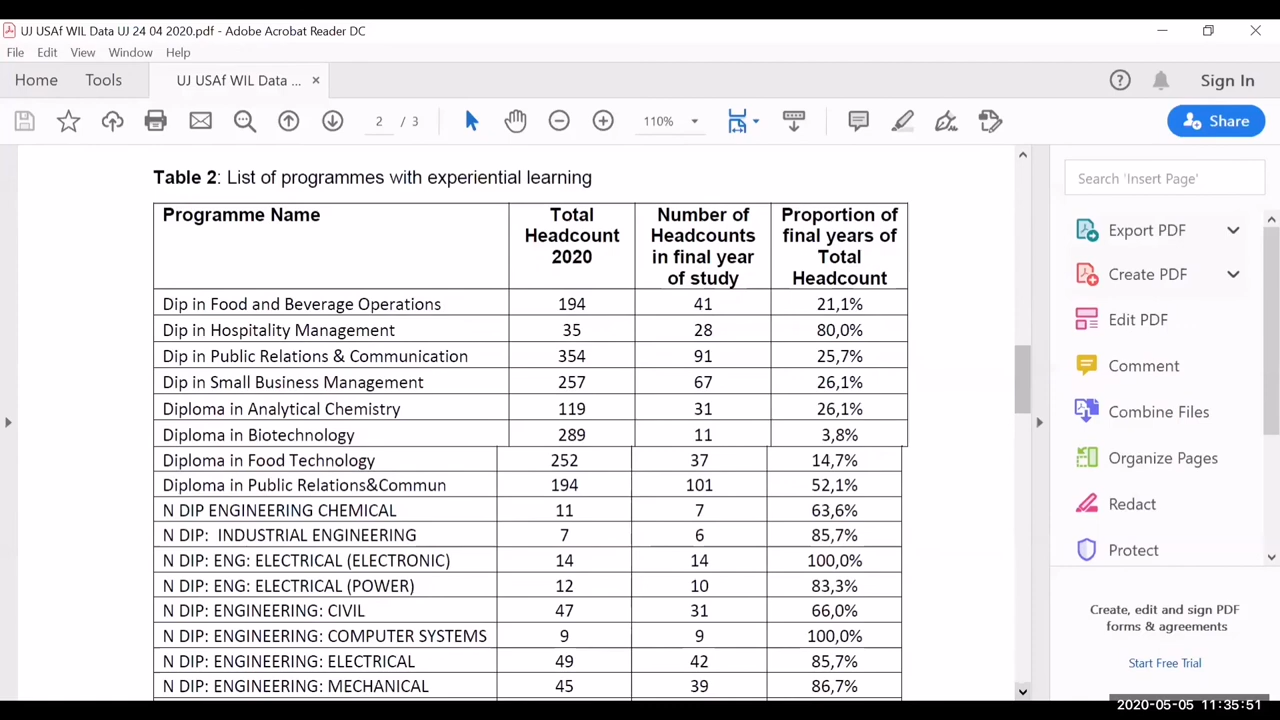 UJ USAf WIL Data UJ 24 04 2020.pdf - Adobe Acrobat Reader DC
File Edit View Window Help
Home Tools UJ USAf WIL Data ... × Sign In
2 / 3 110% Share
Table 2: List of programmes with experiential learning
Programme Name Total Headcount 2020 Number of Headcounts in final year of study Proportion of final years of Total Headcount
Dip in Food and Beverage Operations 194 41 21,1%
Dip in Hospitality Management 35 28 80,0%
Dip in Public Relations & Communication 354 91 25,7%
Dip in Small Business Management 257 67 26,1%
Diploma in Analytical Chemistry 119 31 26,1%
Diploma in Biotechnology 289 11 3,8%
Diploma in Food Technology 252 37 14,7%
Diploma in Public Relations&Commun 194 101 52,1%
N DIP ENGINEERING CHEMICAL 11 7 63,6%
N DIP: INDUSTRIAL ENGINEERING 7 6 85,7%
N DIP: ENG: ELECTRICAL (ELECTRONIC) 14 14 100,0%
N DIP: ENG: ELECTRICAL (POWER) 12 10 83,3%
N DIP: ENGINEERING: CIVIL 47 31 66,0%
N DIP: ENGINEERING: COMPUTER SYSTEMS 9 9 100,0%
N DIP: ENGINEERING: ELECTRICAL 49 42 85,7%
N DIP: ENGINEERING: MECHANICAL 45 39 86,7%
Search 'Insert Page'
Export PDF
Create PDF
Edit PDF
Comment
Combine Files
Organize Pages
Redact
Protect
Create, edit and sign PDF
forms & agreements
Start Free Trial
2020-05-05 11:35:51